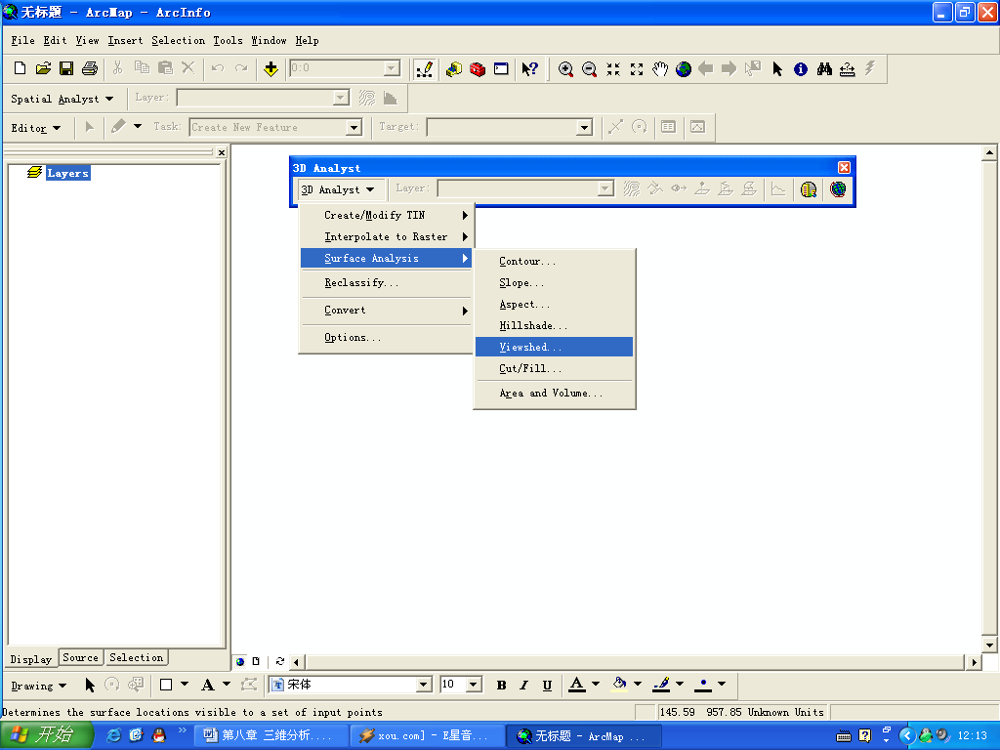 无标题 - ArcMap - ArcInfo
File Edit View Insert Selection Tools Window Help
0:0
Spatial Analyst Layer:
Editor Task: Create New Feature Target:
Layers
3D Analyst
3D Analyst Layer:
Create/Modify TIN
Interpolate to Raster
Surface Analysis
Reclassify...
Convert
Options...
Contour...
Slope...
Aspect...
Hillshade...
Viewshed...
Cut/Fill...
Area and Volume...
Display Source Selection
Drawing A 宋体 10 B I U A
Determines the surface locations visible to a set of input points 145.59 957.85 Unknown Units
开始 第八章 三维分析.... xou.com] - E星音... 无标题 - ArcMap ... 12:13